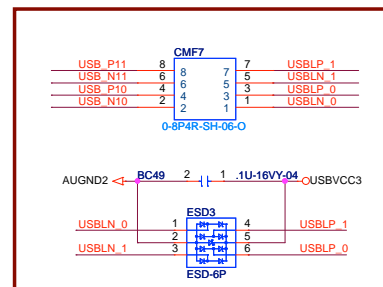 CMF7
USB_P11 8 8 7 7 USBLP_1
USB_N11 6 6 5 5 USBLN_1
USB_P10 4 4 3 3 USBLP_0
USB_N10 2 2 1 1 USBLN_0
0-8P4R-SH-06-O
BC49 2 1 .1U-16VY-04
AUGND2 USBVCC3
ESD3
USBLN_0 1 4 USBLP_1
2 5
USBLN_1 3 6 USBLP_0
ESD-6P